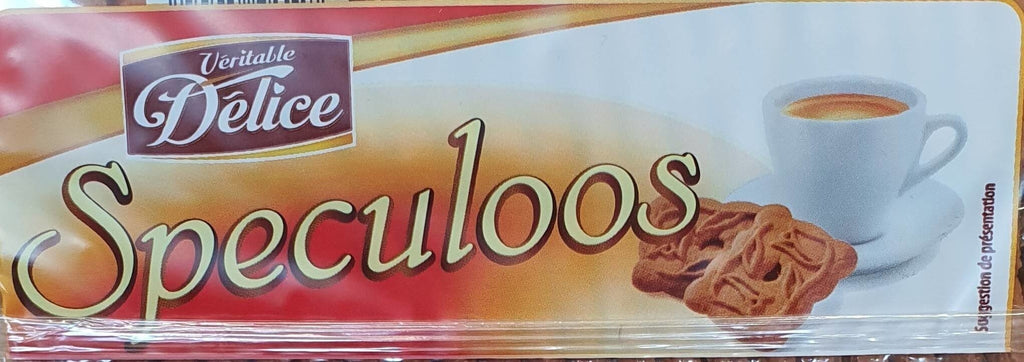 Véritable
Délice
Speculoos
Suggestion de présentation